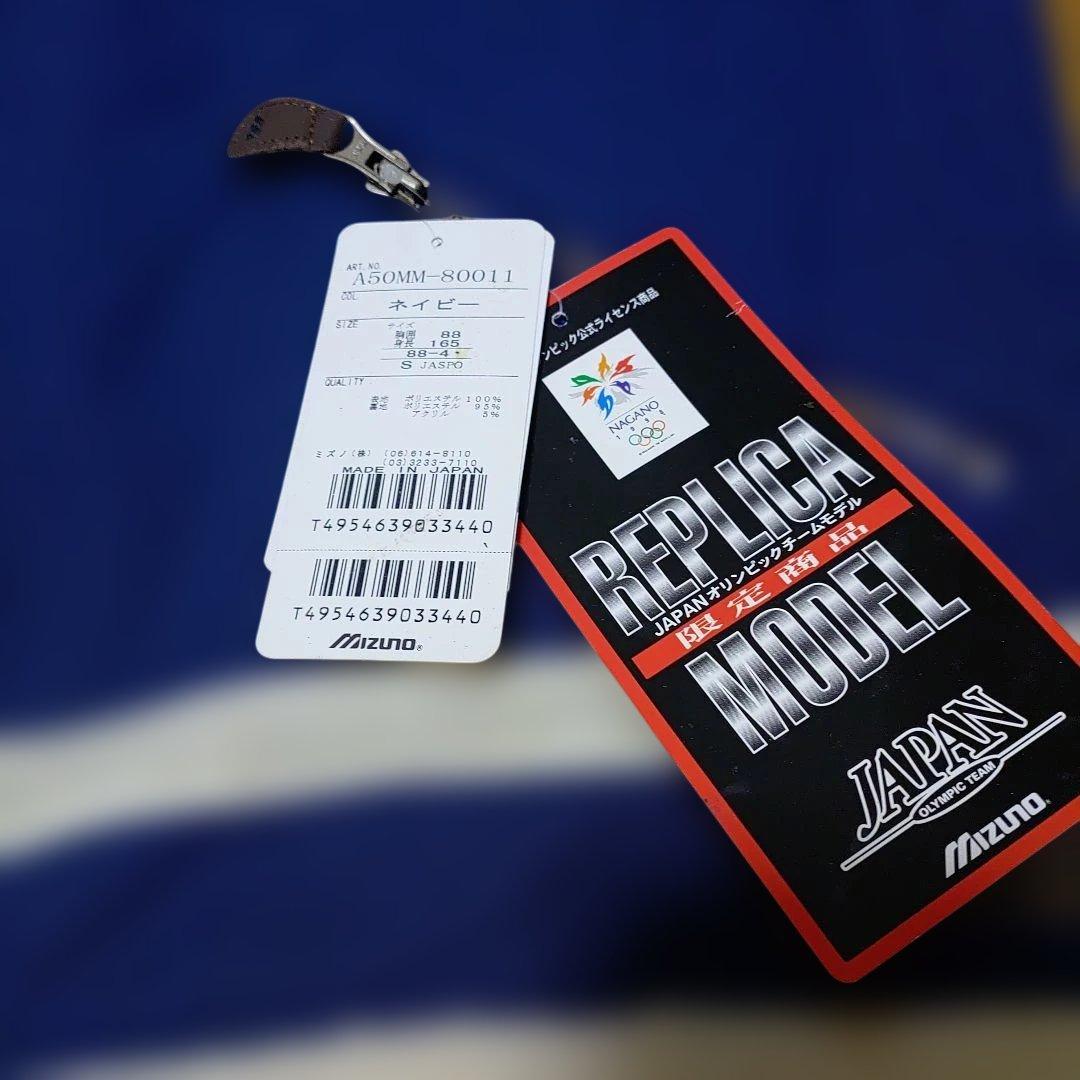 ART.NO.
A50MM-80011
COL
ネイビー
SIZE サイズ
胸囲 88
身長 165
88-4
S JASPO
QUALITY
表地 ポリエステル 100%
裏地 ポリエステル 95%
アクリル 5%
ミズノ(株) (06)614-8110
(03)3233-7110
MADE IN JAPAN
T4954639033440
T4954639033440
MIZUNO®
ンピック公式ライセンス商品
NAGANO
1998
REPLICA
JAPANオリンピックチームモデル
限定商品
MODEL
JAPAN
OLYMPIC TEAM
MIZUNO®